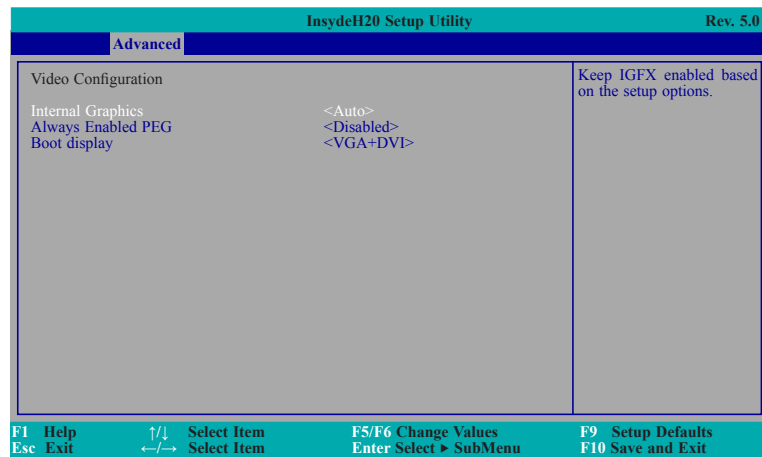 InsydeH20 Setup Utility Rev. 5.0
Advanced
Video Configuration
Internal Graphics <Auto>
Always Enabled PEG <Disabled>
Boot display <VGA+DVI>
Keep IGFX enabled based
on the setup options.
F1 Help ↑/↓ Select Item F5/F6 Change Values F9 Setup Defaults
Esc Exit ←/→ Select Item Enter Select ► SubMenu F10 Save and Exit